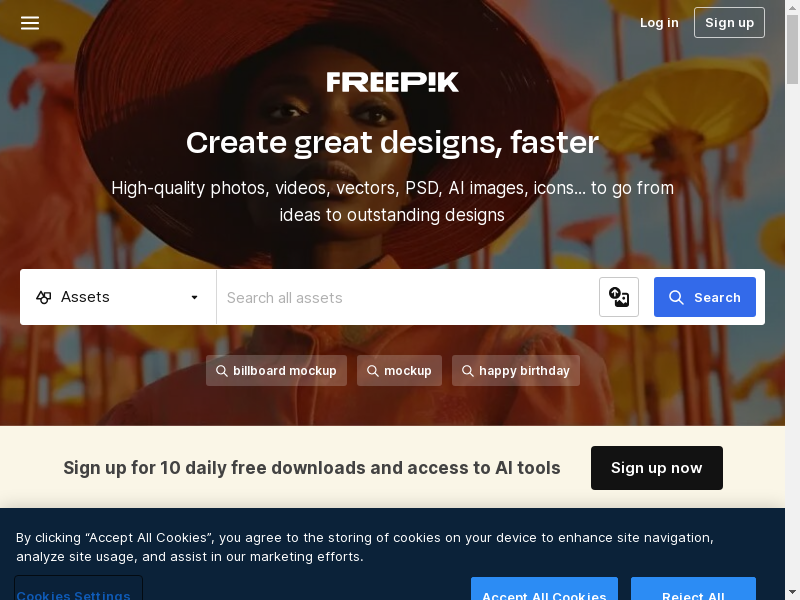 Log in
Sign up
FREEPIK
Create great designs, faster
High-quality photos, videos, vectors, PSD, AI images, icons... to go from
ideas to outstanding designs
Assets
Search all assets
Search
billboard mockup
mockup
happy birthday
Sign up for 10 daily free downloads and access to AI tools
Sign up now
By clicking “Accept All Cookies”, you agree to the storing of cookies on your device to enhance site navigation,
analyze site usage, and assist in our marketing efforts.
Cookies Settings
Accept All Cookies
Reject All